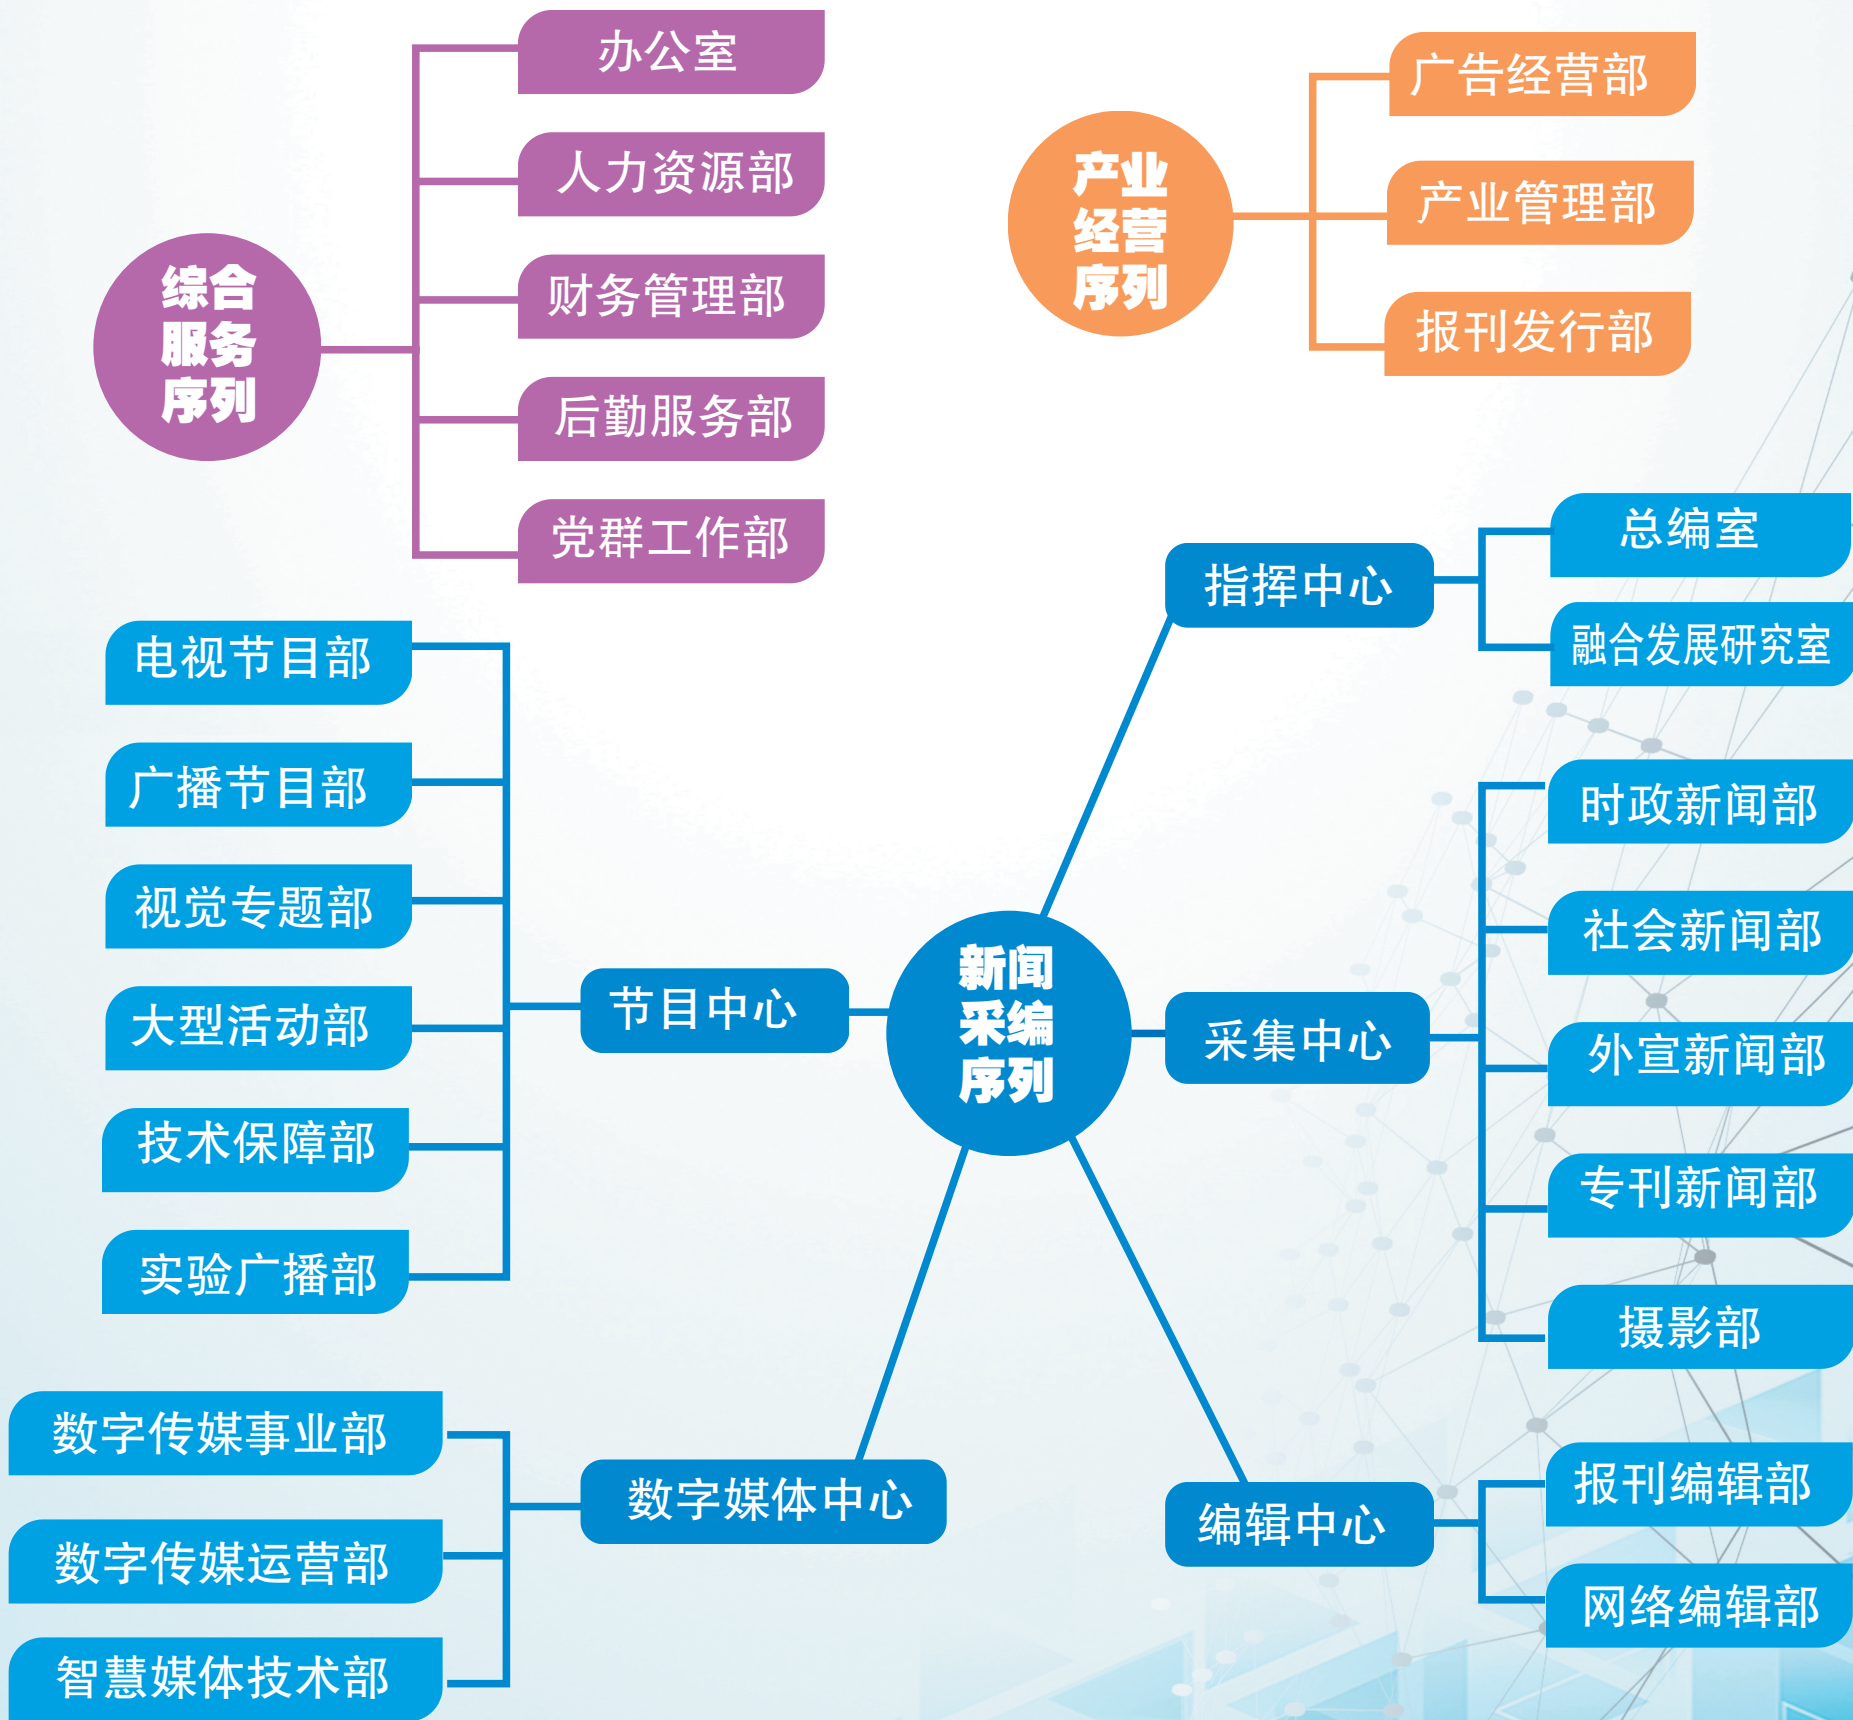 综合
服务
序列
办公室
人力资源部
财务管理部
后勤服务部
党群工作部
产业
经营
序列
广告经营部
产业管理部
报刊发行部
新闻
采编
序列
指挥中心
总编室
融合发展研究室
采集中心
时政新闻部
社会新闻部
外宣新闻部
专刊新闻部
摄影部
编辑中心
报刊编辑部
网络编辑部
节目中心
电视节目部
广播节目部
视觉专题部
大型活动部
技术保障部
实验广播部
数字媒体中心
数字传媒事业部
数字传媒运营部
智慧媒体技术部